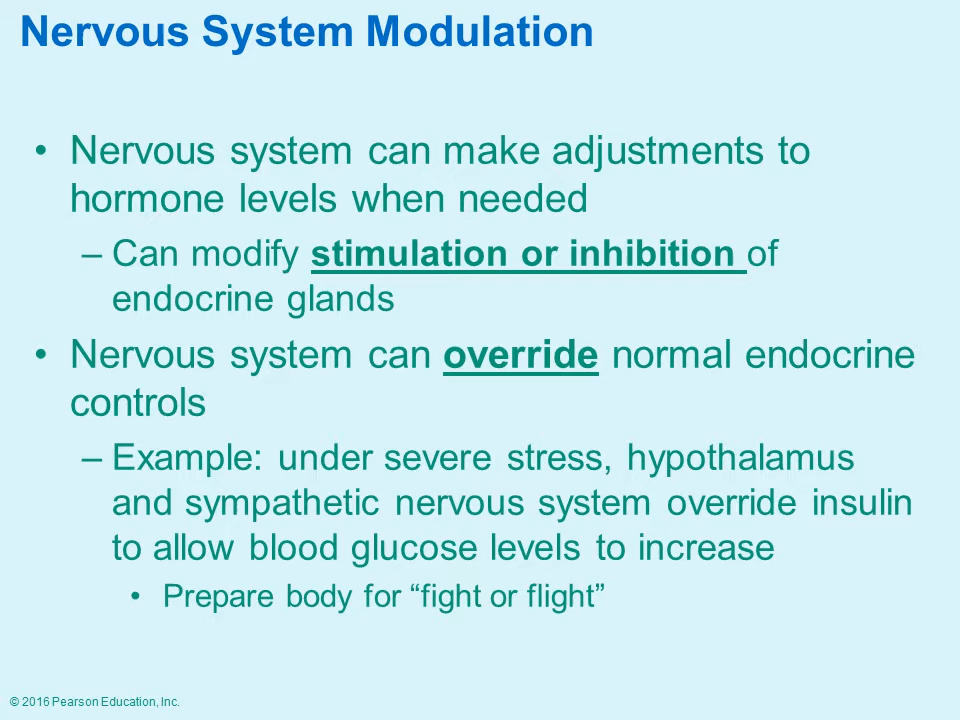 Nervous System Modulation
• Nervous system can make adjustments to
hormone levels when needed
– Can modify stimulation or inhibition of
endocrine glands
• Nervous system can override normal endocrine
controls
– Example: under severe stress, hypothalamus
and sympathetic nervous system override insulin
to allow blood glucose levels to increase
• Prepare body for “fight or flight”
© 2016 Pearson Education, Inc.